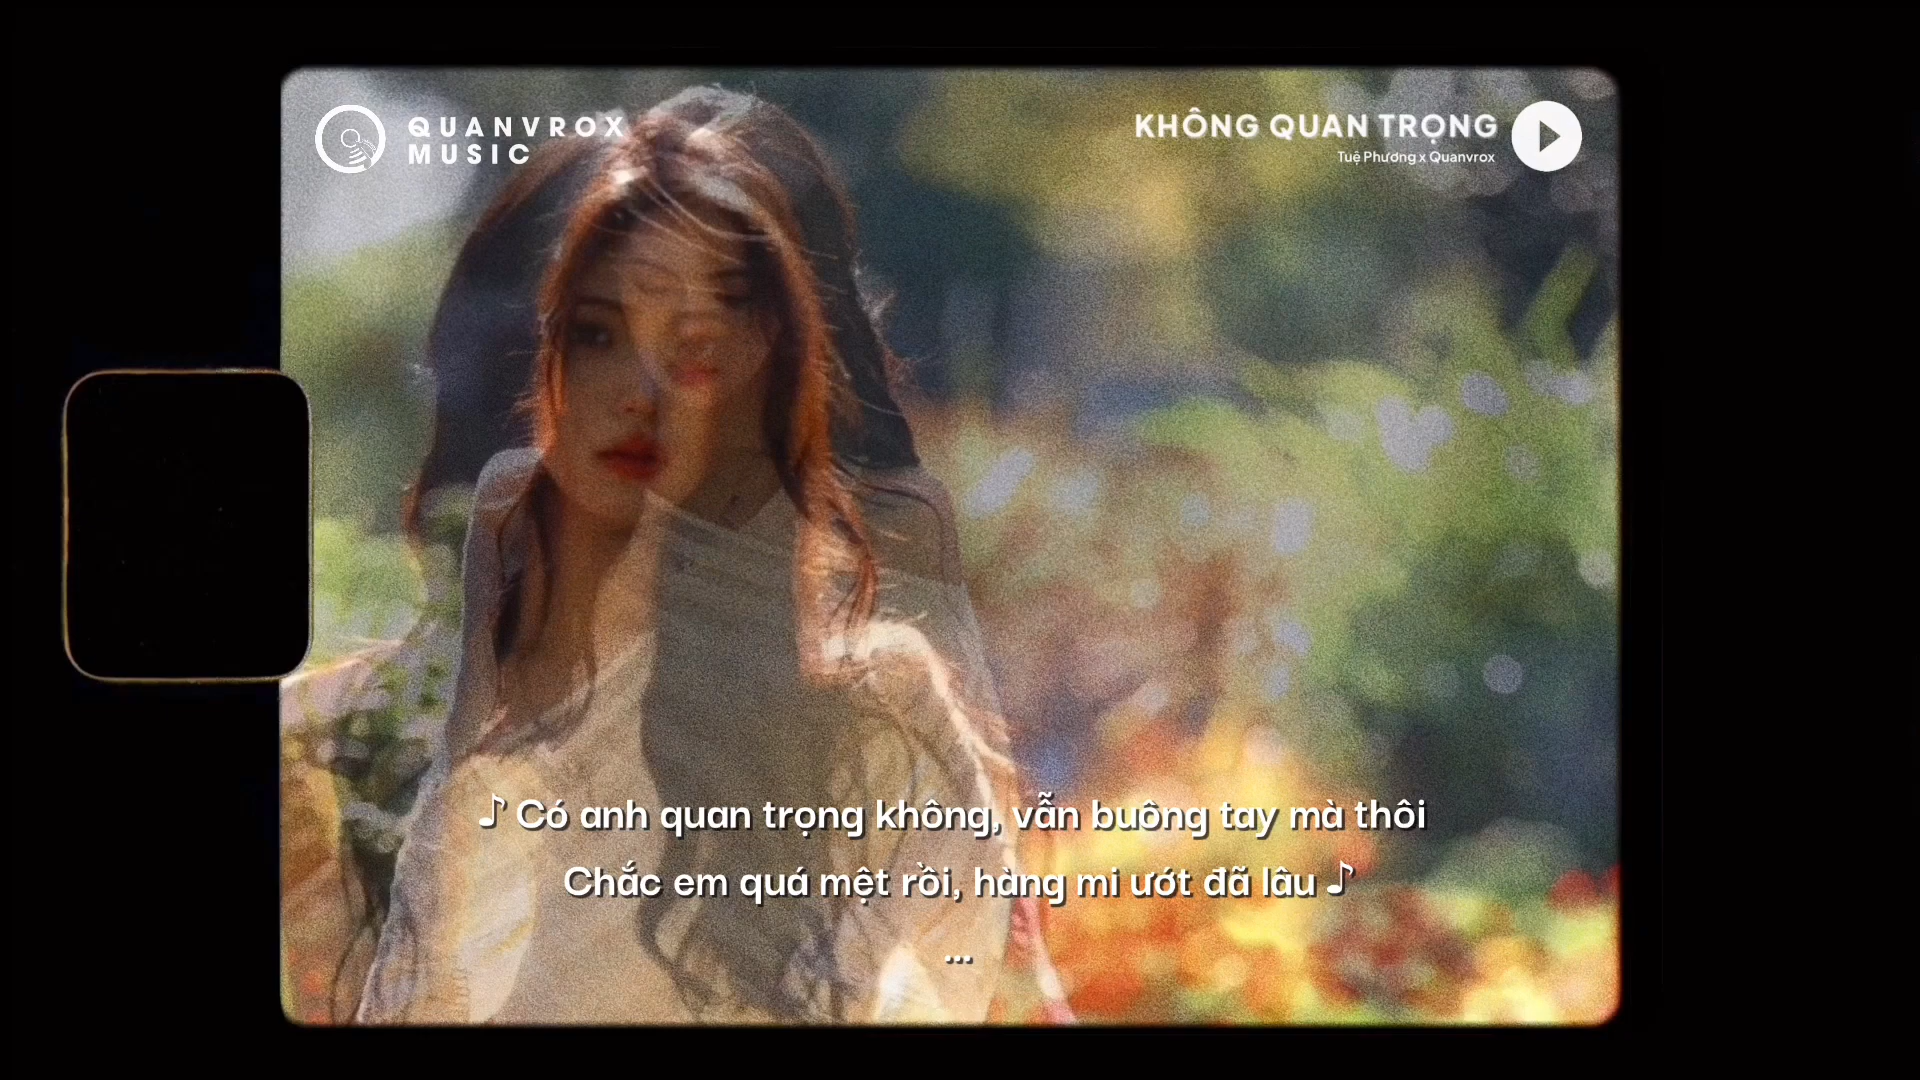 QUANVROX
MUSIC
KHÔNG QUAN TRỌNG
Tuệ Phương x Quanvrox
♪ Có anh quan trọng không, vẫn buông tay mà thôi
Chắc em quá mệt rồi, hàng mi ướt đã lâu ♪
...